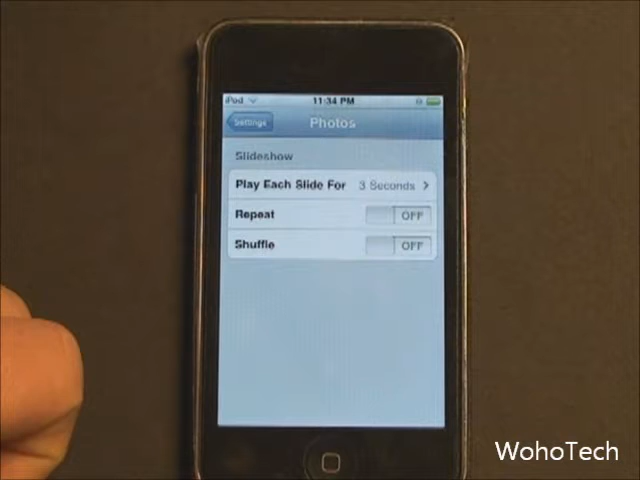 iPod 11:34 PM
Settings Photos
Slideshow
Play Each Slide For 3 Seconds
Repeat OFF
Shuffle OFF
WohoTech